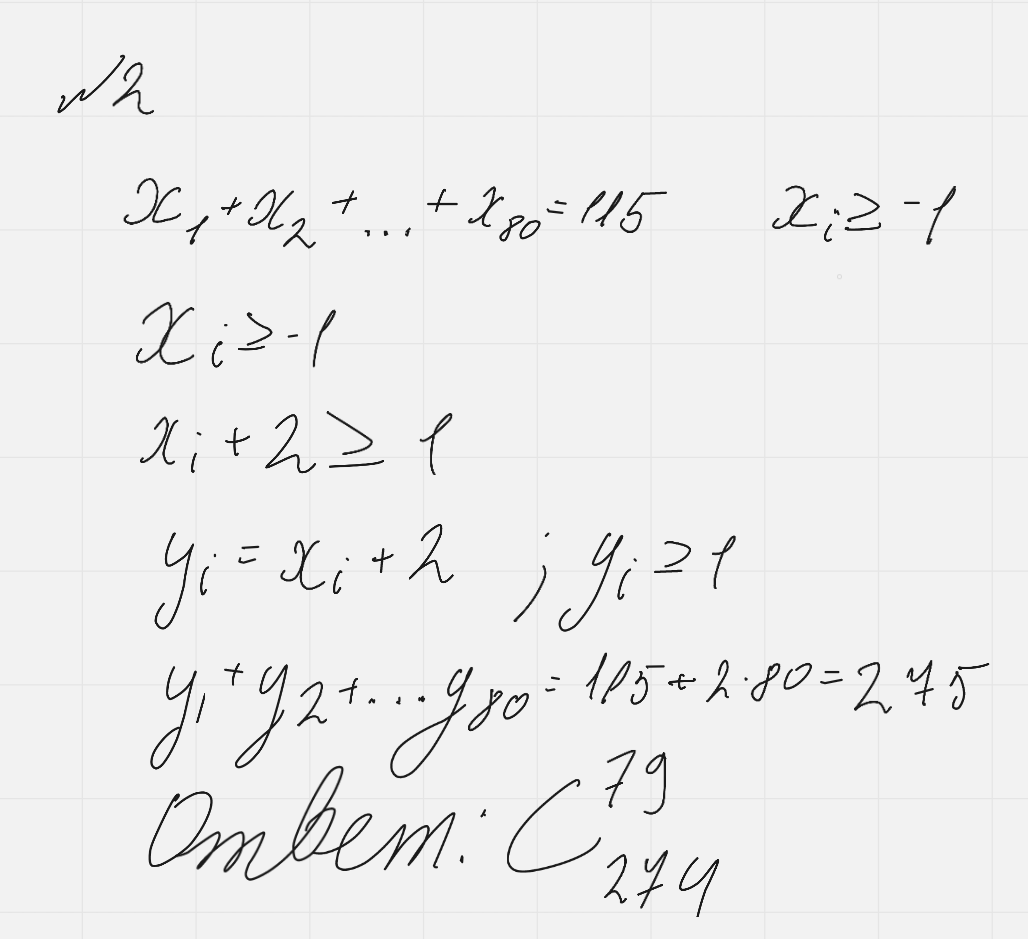 №2
x₁+x₂+...+x₈₀=115 xᵢ≥-1
xᵢ≥-1
xᵢ+2≥1
yᵢ=xᵢ+2 ; yᵢ≥1
y₁+y₂+...y₈₀=115+2·80=275
Ответ: C⁷⁹₂₇₄